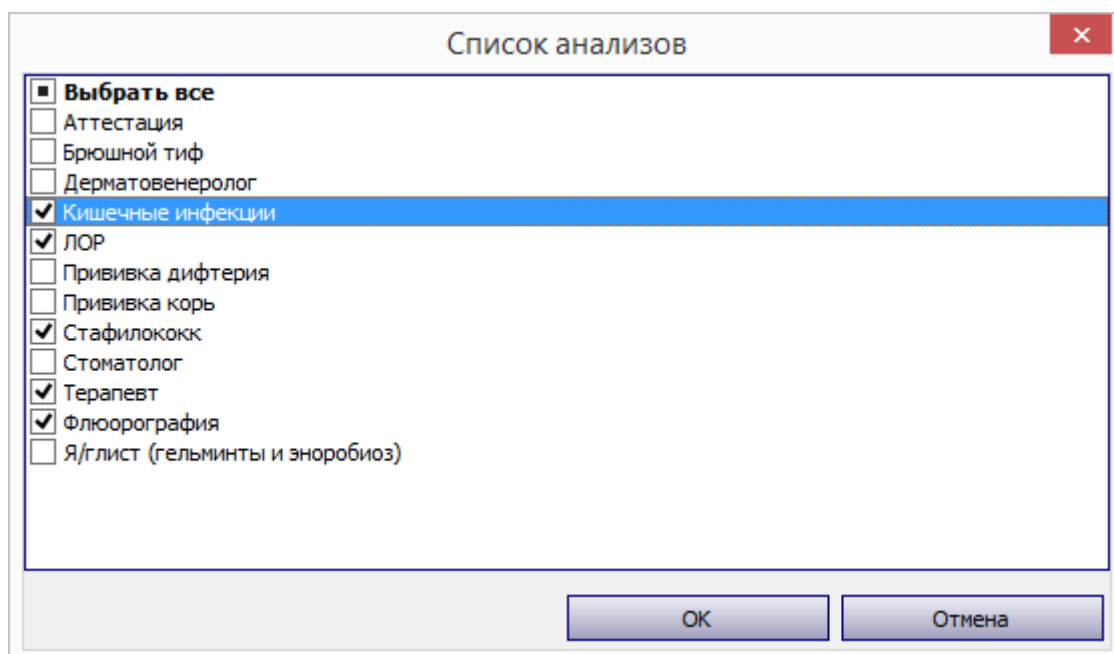 Список анализов
Выбрать все
Аттестация
Брюшной тиф
Дерматовенеролог
Кишечные инфекции
ЛОР
Прививка дифтерия
Прививка корь
Стафилококк
Стоматолог
Терапевт
Флюорография
Я/глист (гельминты и эноробиоз)
ОК
Отмена